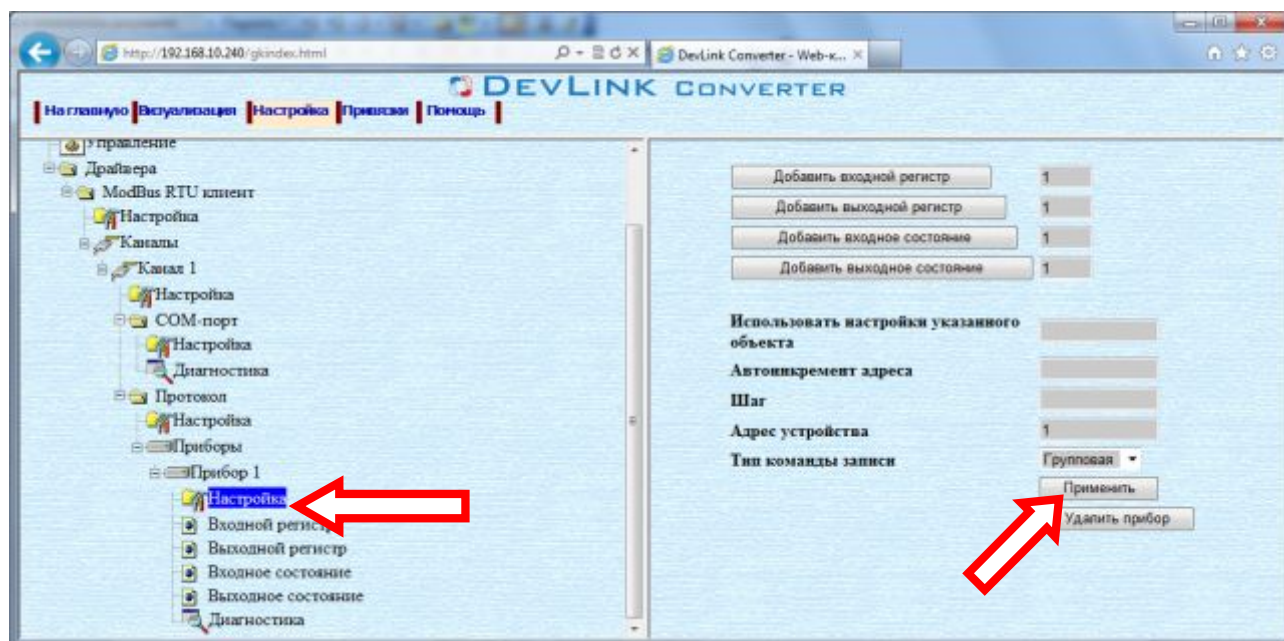 http://192.168.10.240/gkindex.html
DevLink Converter - Web-к...
DEVLINK CONVERTER
На главную Визуализация Настройка Привязки Помощь
Управление
Драйвера
ModBus RTU клиент
Настройка
Каналы
Канал 1
Настройка
COM-порт
Настройка
Диагностика
Протокол
Настройка
Приборы
Прибор 1
Настройка
Входной регистр
Выходной регистр
Входное состояние
Выходное состояние
Диагностика
Добавить входной регистр 1
Добавить выходной регистр 1
Добавить входное состояние 1
Добавить выходное состояние 1
Использовать настройки указанного
объекта
Автоинкремент адреса
Шаг
Адрес устройства 1
Тип команды записи Групповая
Применить
Удалить прибор